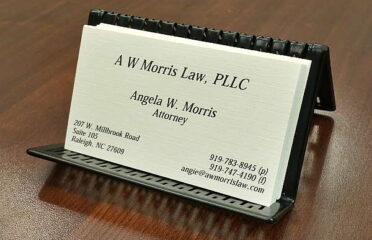 A W Morris Law, PLLC
Angela W. Morris
Attorney
207 W. Millbrook Road
Suite 105
Raleigh, NC 27609
919-783-8945 (p)
919-747-4190 (f)
angie@awmorrislaw.com